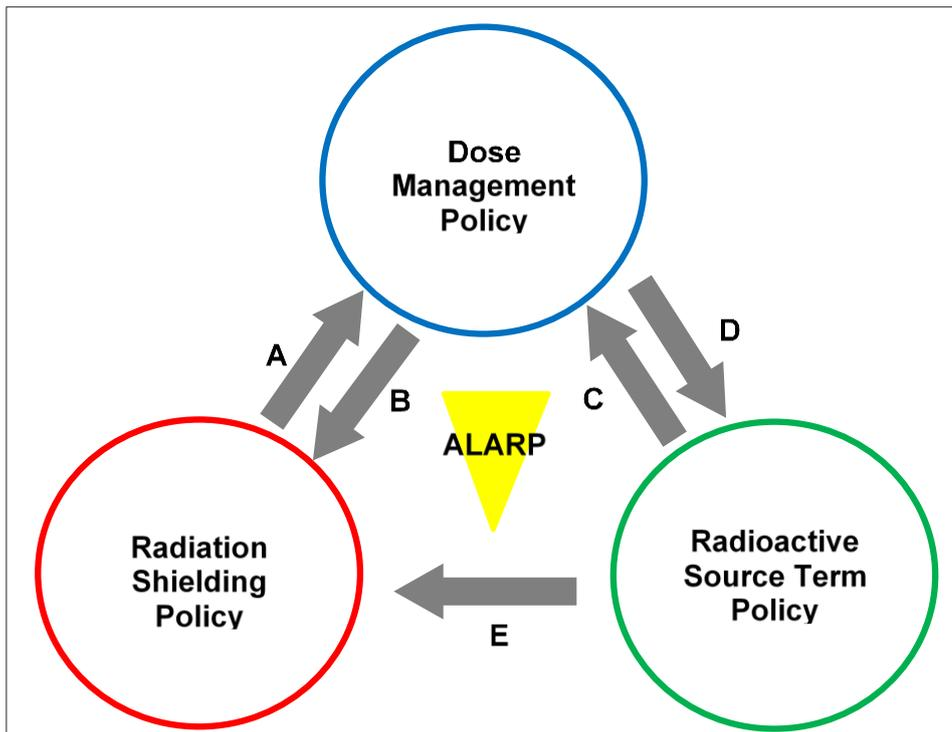 Dose
Management
Policy
A
B
C
D
ALARP
Radiation
Shielding
Policy
Radioactive
Source Term
Policy
E